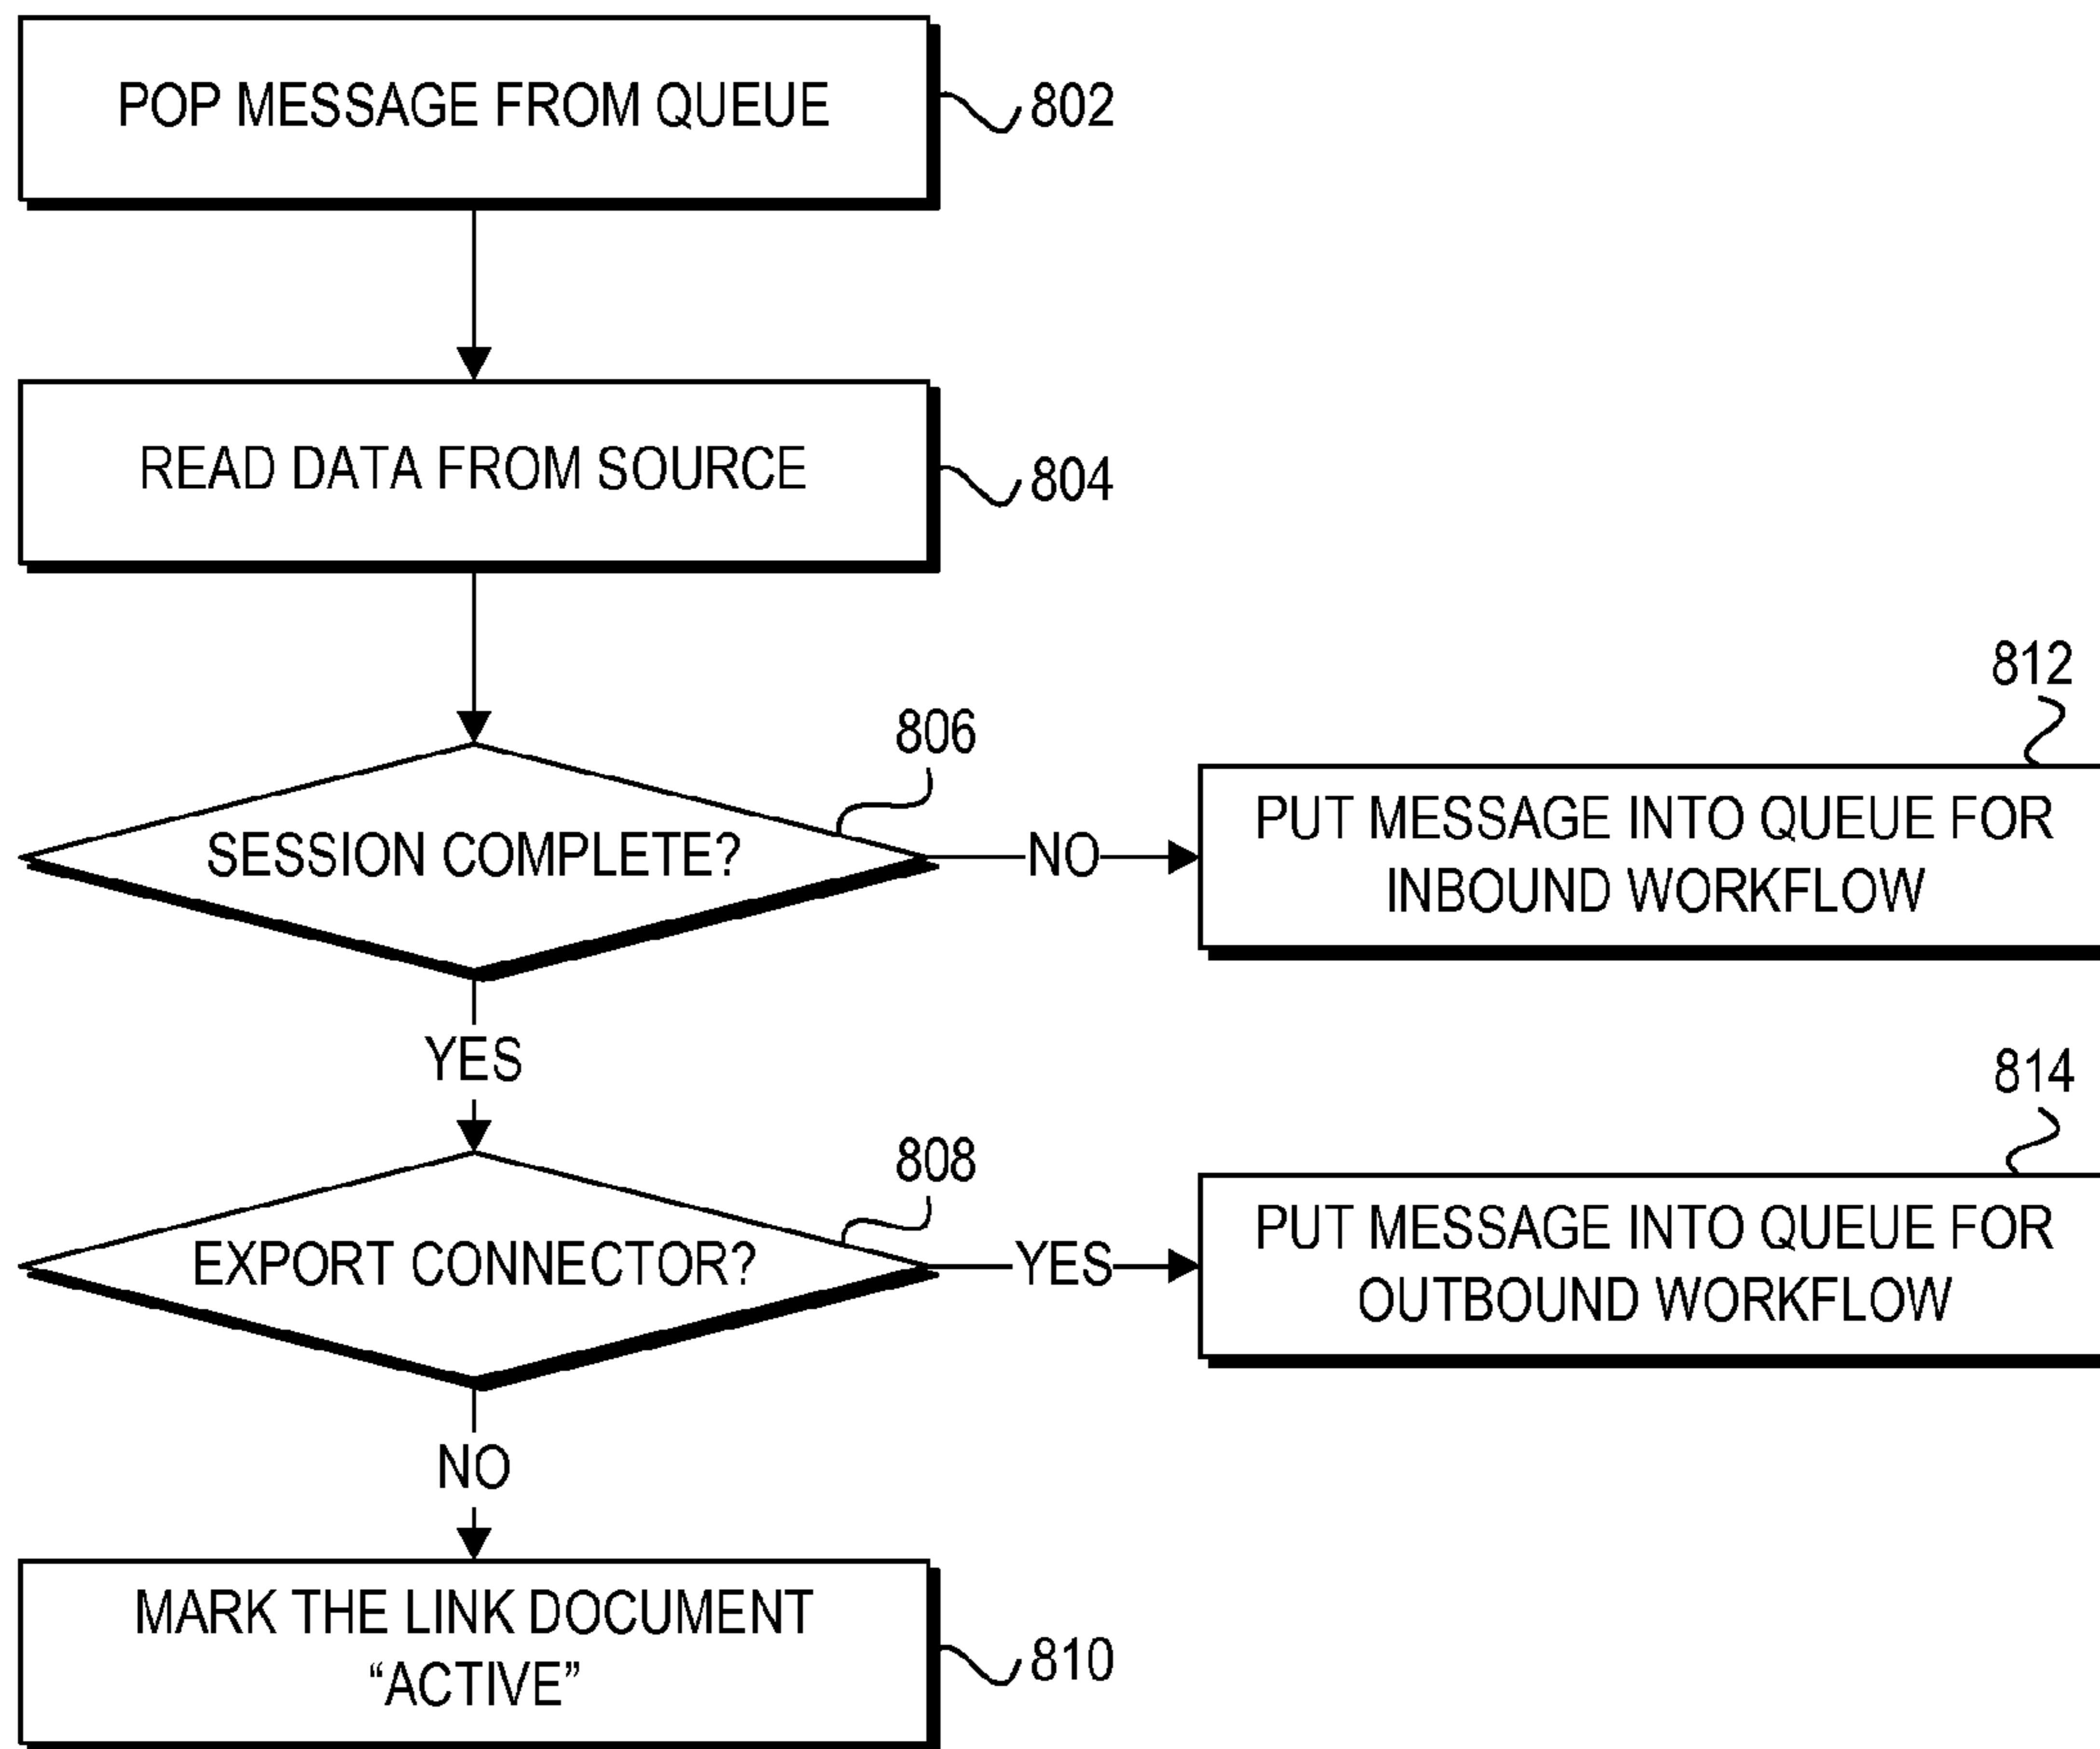 POP MESSAGE FROM QUEUE
802
READ DATA FROM SOURCE
804
806
SESSION COMPLETE?
NO
812
PUT MESSAGE INTO QUEUE FOR
INBOUND WORKFLOW
YES
808
EXPORT CONNECTOR?
YES
814
PUT MESSAGE INTO QUEUE FOR
OUTBOUND WORKFLOW
NO
MARK THE LINK DOCUMENT
“ACTIVE”
810